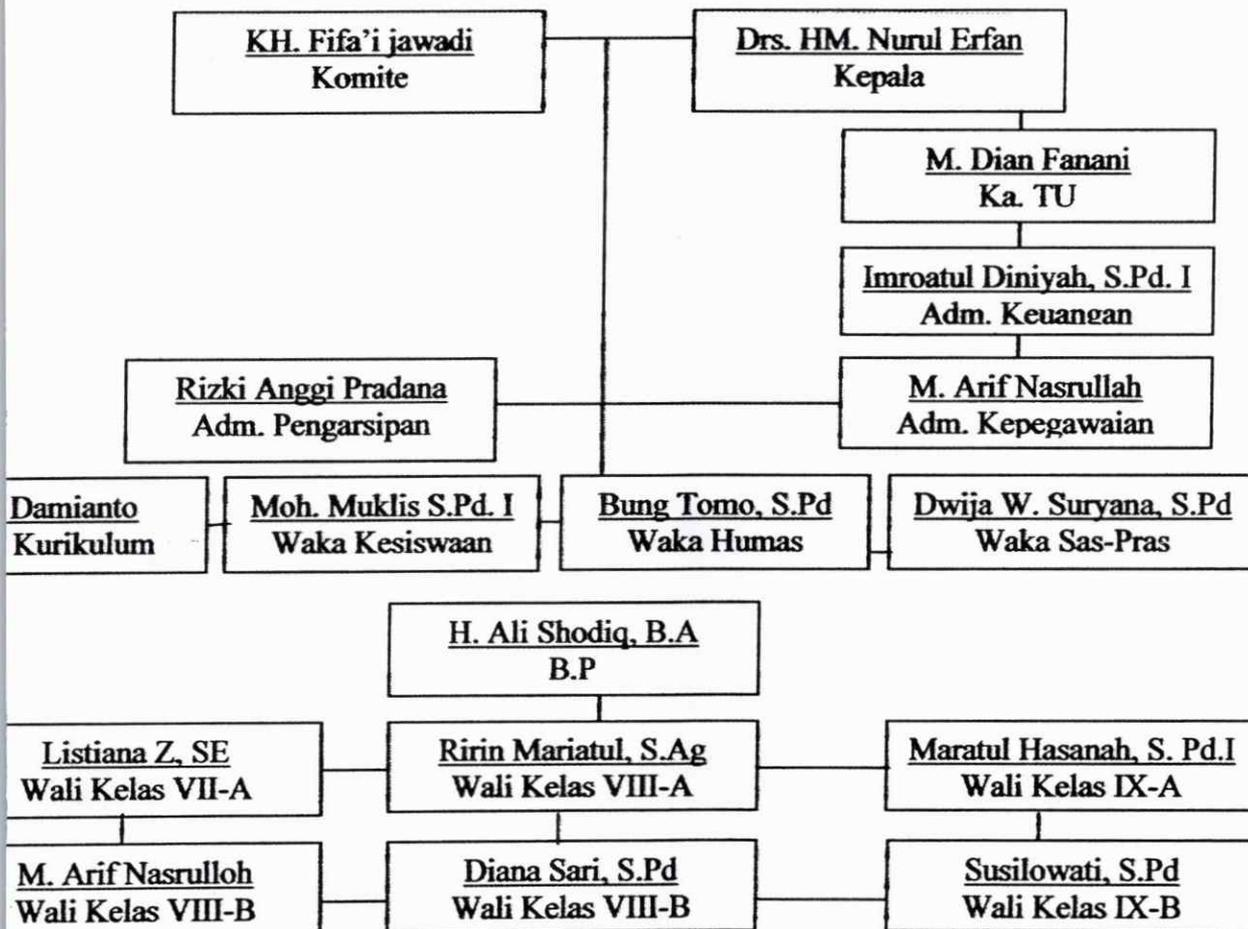 KH. Fifa'i jawadi
Komite
Drs. HM. Nurul Erfan
Kepala
M. Dian Fanani
Ka. TU
Imroatul Diniyah, S.Pd. I
Adm. Keuangan
Rizki Anggi Pradana
Adm. Pengarsipan
M. Arif Nasrullah
Adm. Kepegawaian
Damianto
Kurikulum
Moh. Muklis S.Pd. I
Waka Kesiswaan
Bung Tomo, S.Pd
Waka Humas
Dwija W. Suryana, S.Pd
Waka Sas-Pras
H. Ali Shodiq, B.A
B.P
Listiana Z, SE
Wali Kelas VII-A
Ririn Mariatul, S.Ag
Wali Kelas VIII-A
Maratul Hasanah, S. Pd.I
Wali Kelas IX-A
M. Arif Nasrulloh
Wali Kelas VIII-B
Diana Sari, S.Pd
Wali Kelas VIII-B
Susilowati, S.Pd
Wali Kelas IX-B